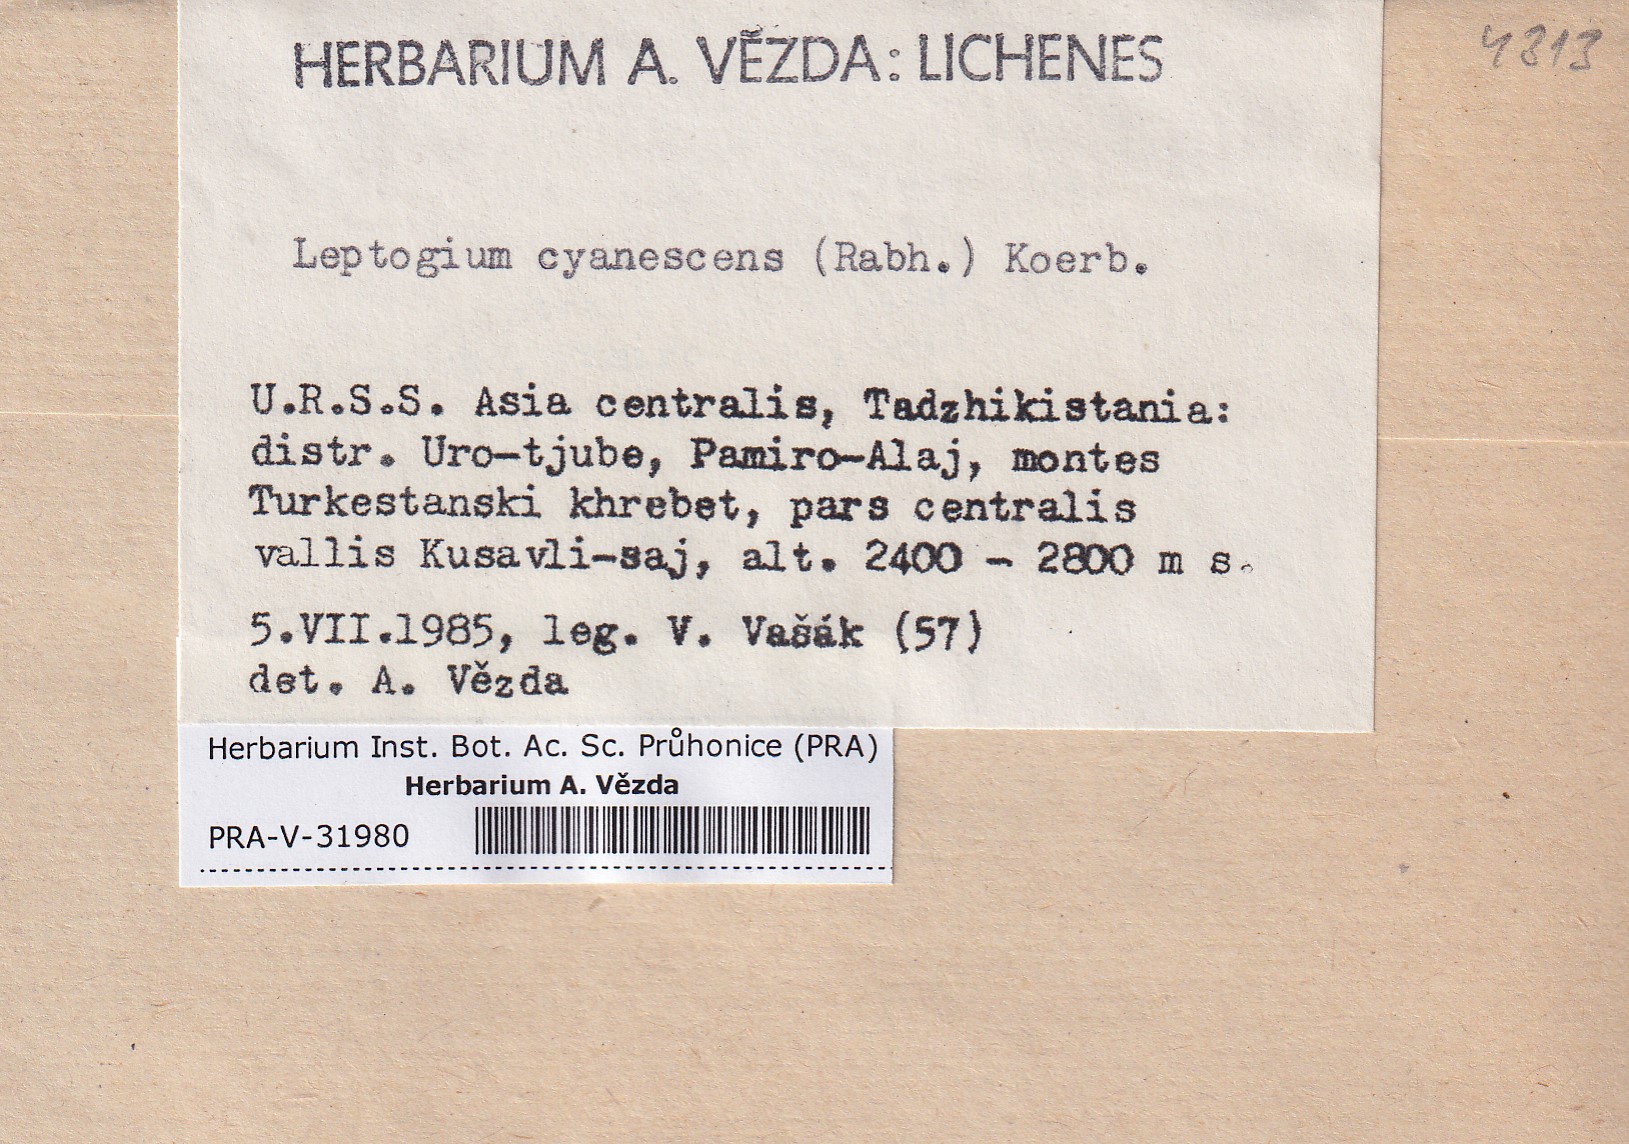 4313
HERBARIUM A. VĚZDA: LICHENES
Leptogium cyanescens (Rabh.) Koerb.
U.R.S.S. Asia centralis, Tadzhikistania:
distr. Uro-tjube, Pamiro-Alaj, montes
Turkestanski khrebet, pars centralis
vallis Kusavli-saj, alt. 2400 - 2800 m s.
5.VII.1985, leg. V. Vašák (57)
det. A. Vězda
Herbarium Inst. Bot. Ac. Sc. Průhonice (PRA)
Herbarium A. Vězda
PRA-V-31980